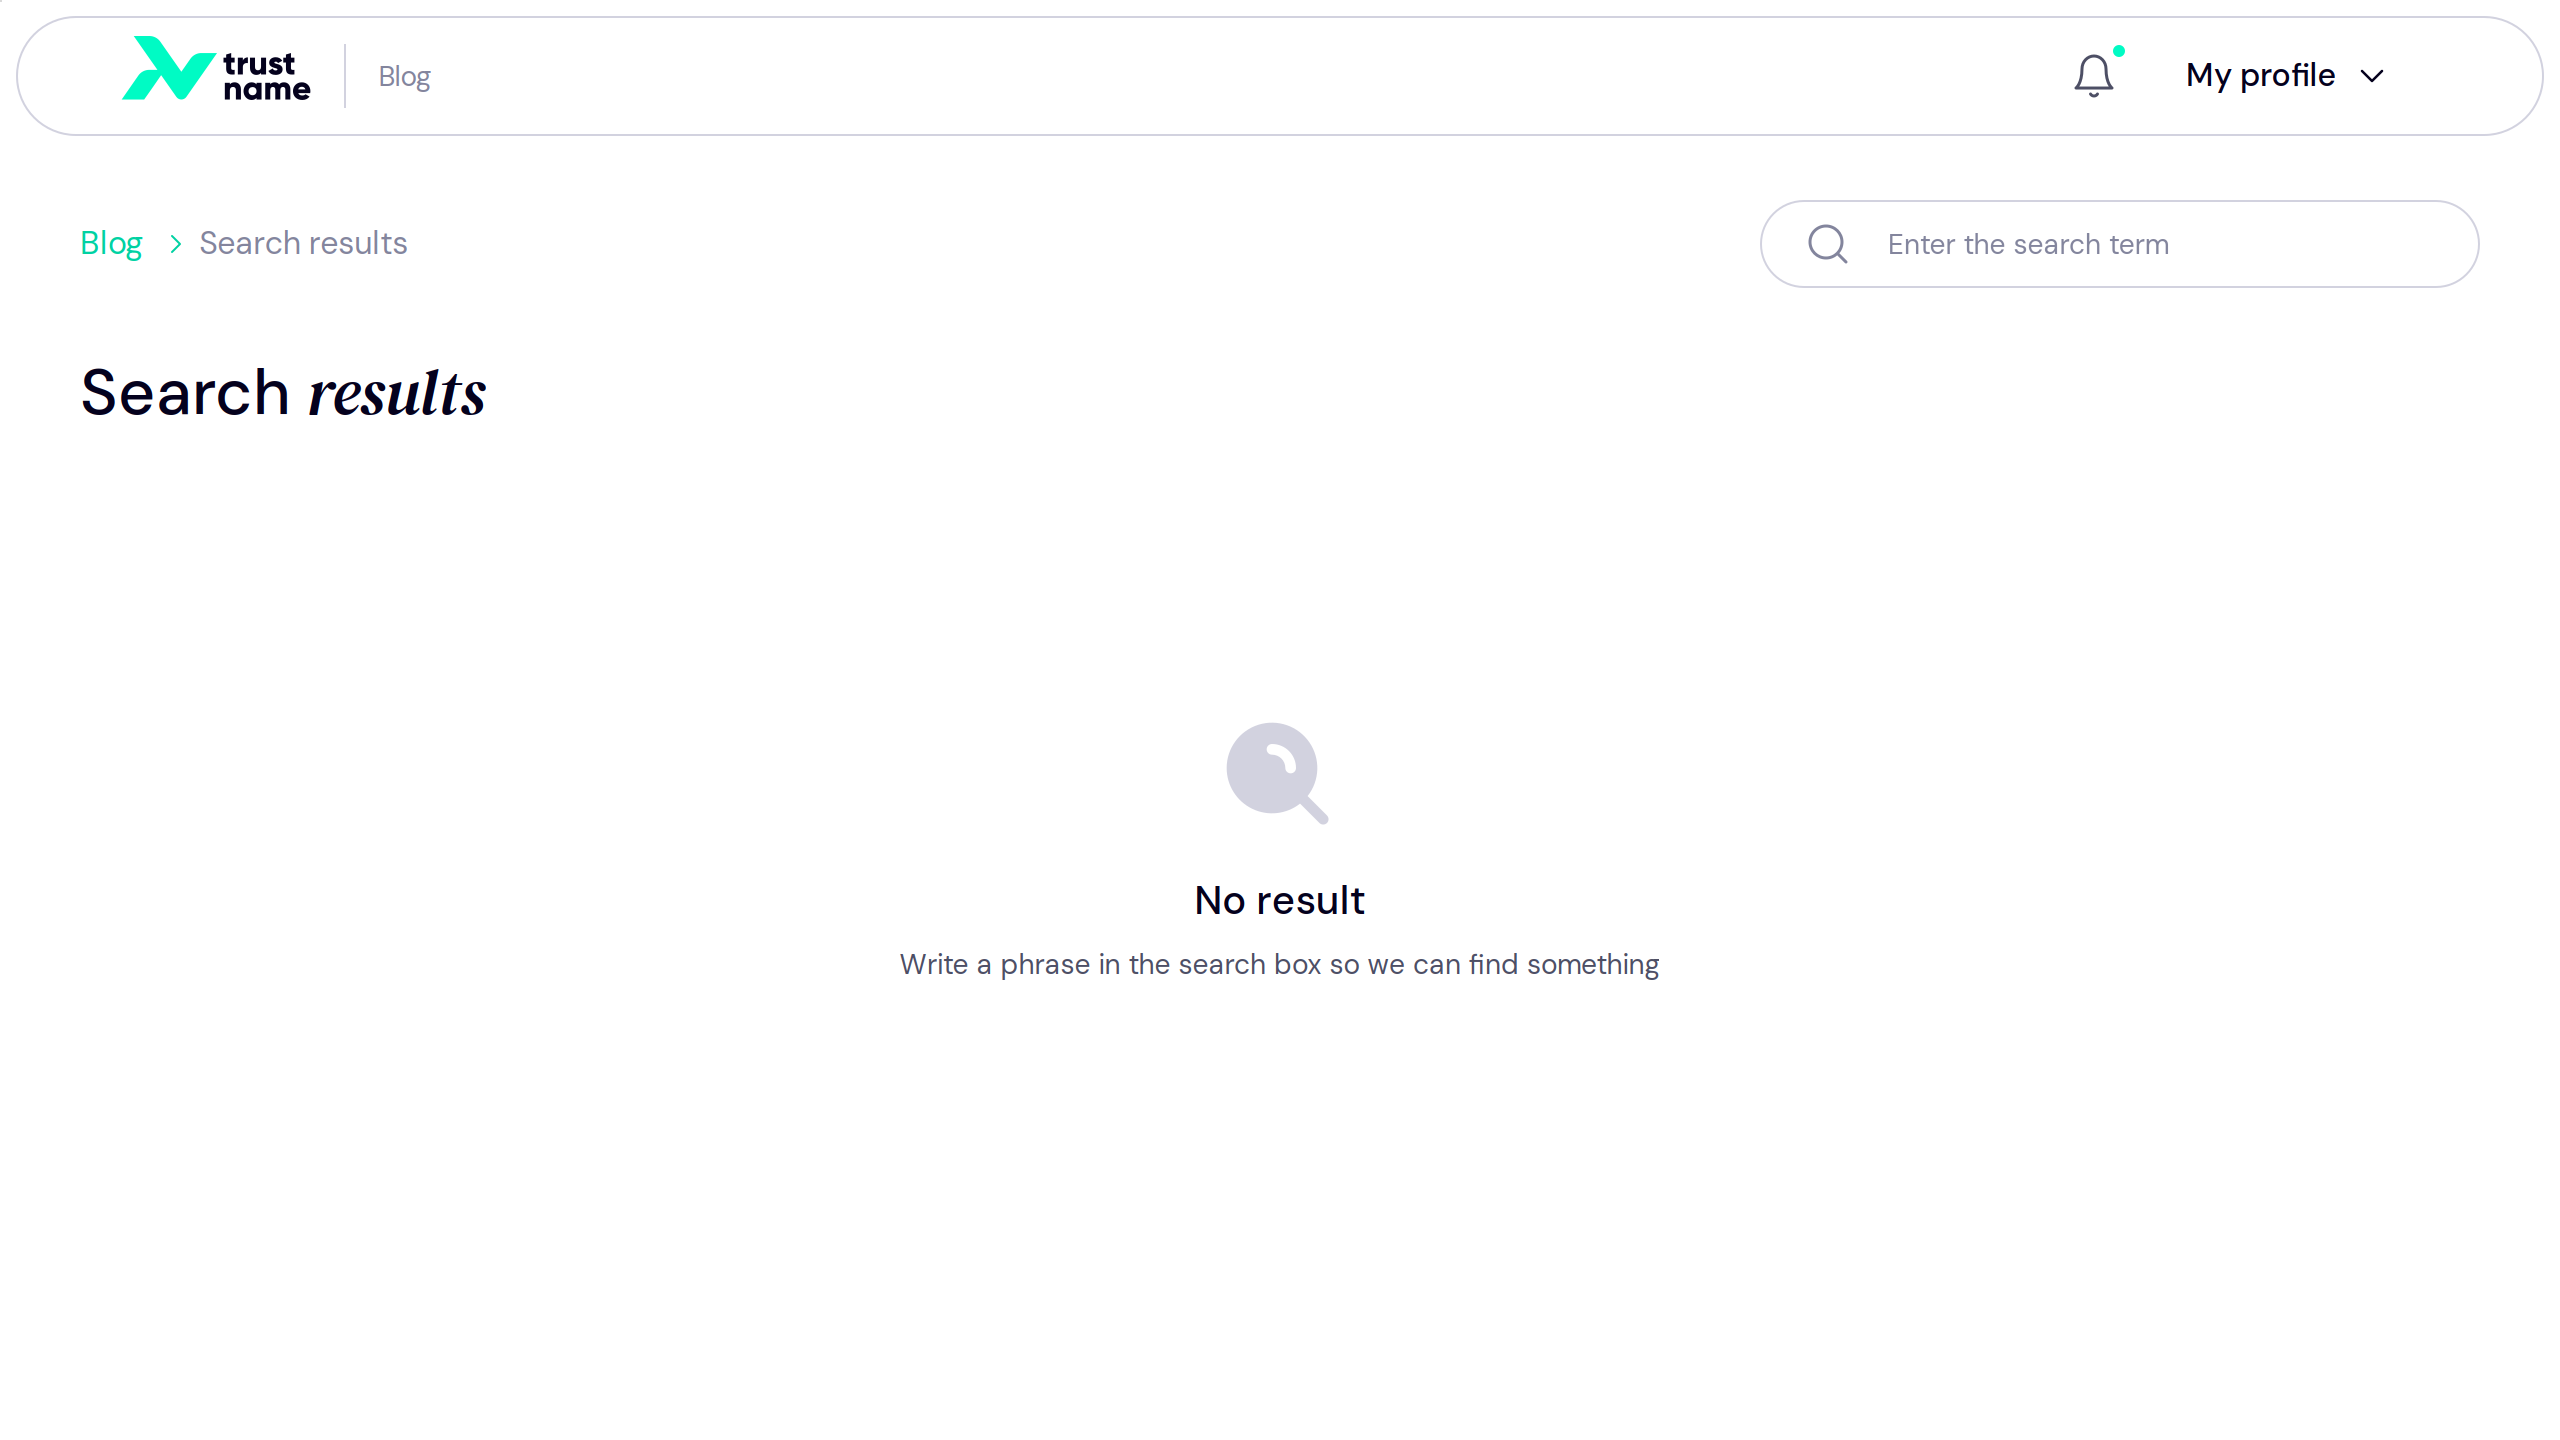 trust
name
Blog
My profile
Blog
Search results
Enter the search term
Search results
No result
Write a phrase in the search box so we can find something